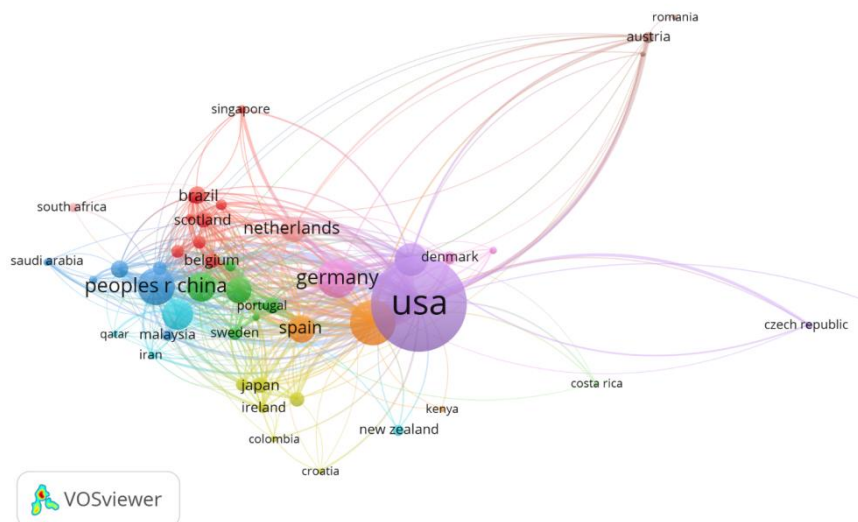 romania
austria
singapore
brazil
south africa
scotland
netherlands
saudi arabia
belgium
denmark
germany
peoples r china
usa
portugal
czech republic
qatar
malaysia
sweden
spain
iran
japan
costa rica
ireland
kenya
new zealand
colombia
croatia
VOSviewer